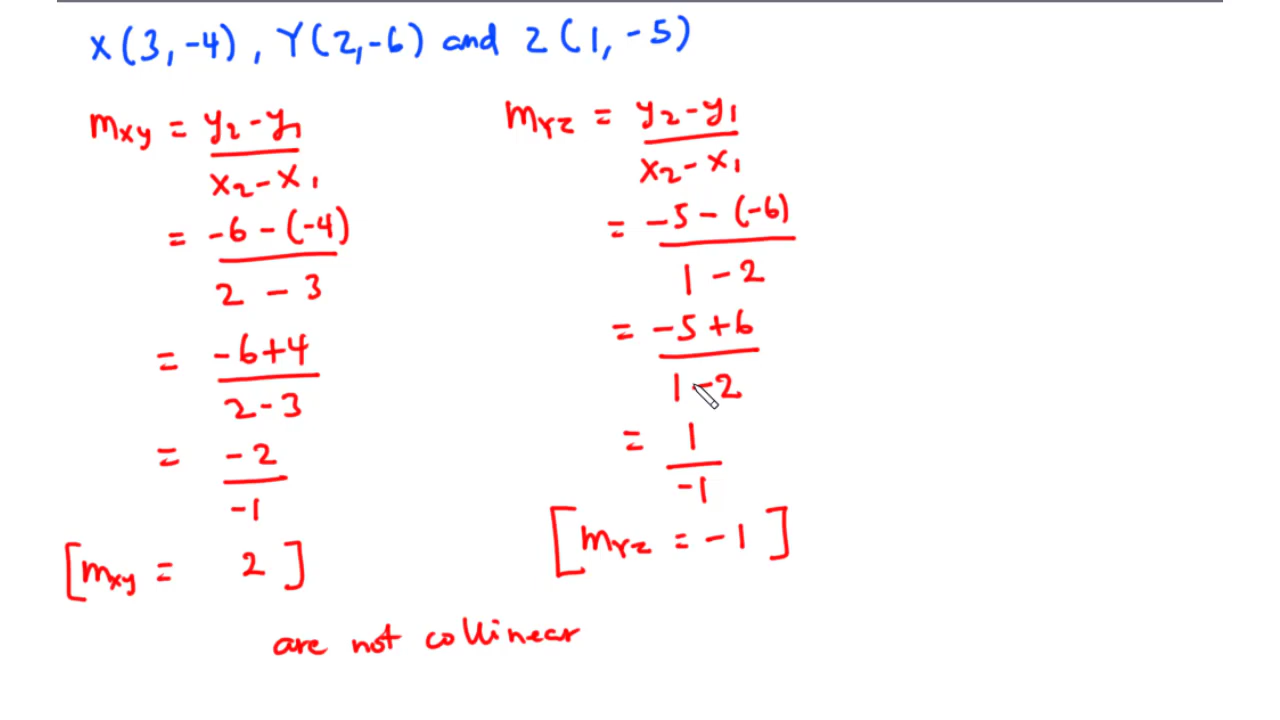 X(3,-4), Y(2,-6) and Z(1,-5)
mxy = y2-y1
x2-x1
= -6-(-4)
2-3
= -6+4
2-3
= -2
-1
[mxy = 2]
mYZ = y2-y1
x2-x1
= -5-(-6)
1-2
= -5+6
1-2
= 1
-1
[mYZ = -1]
are not collinear